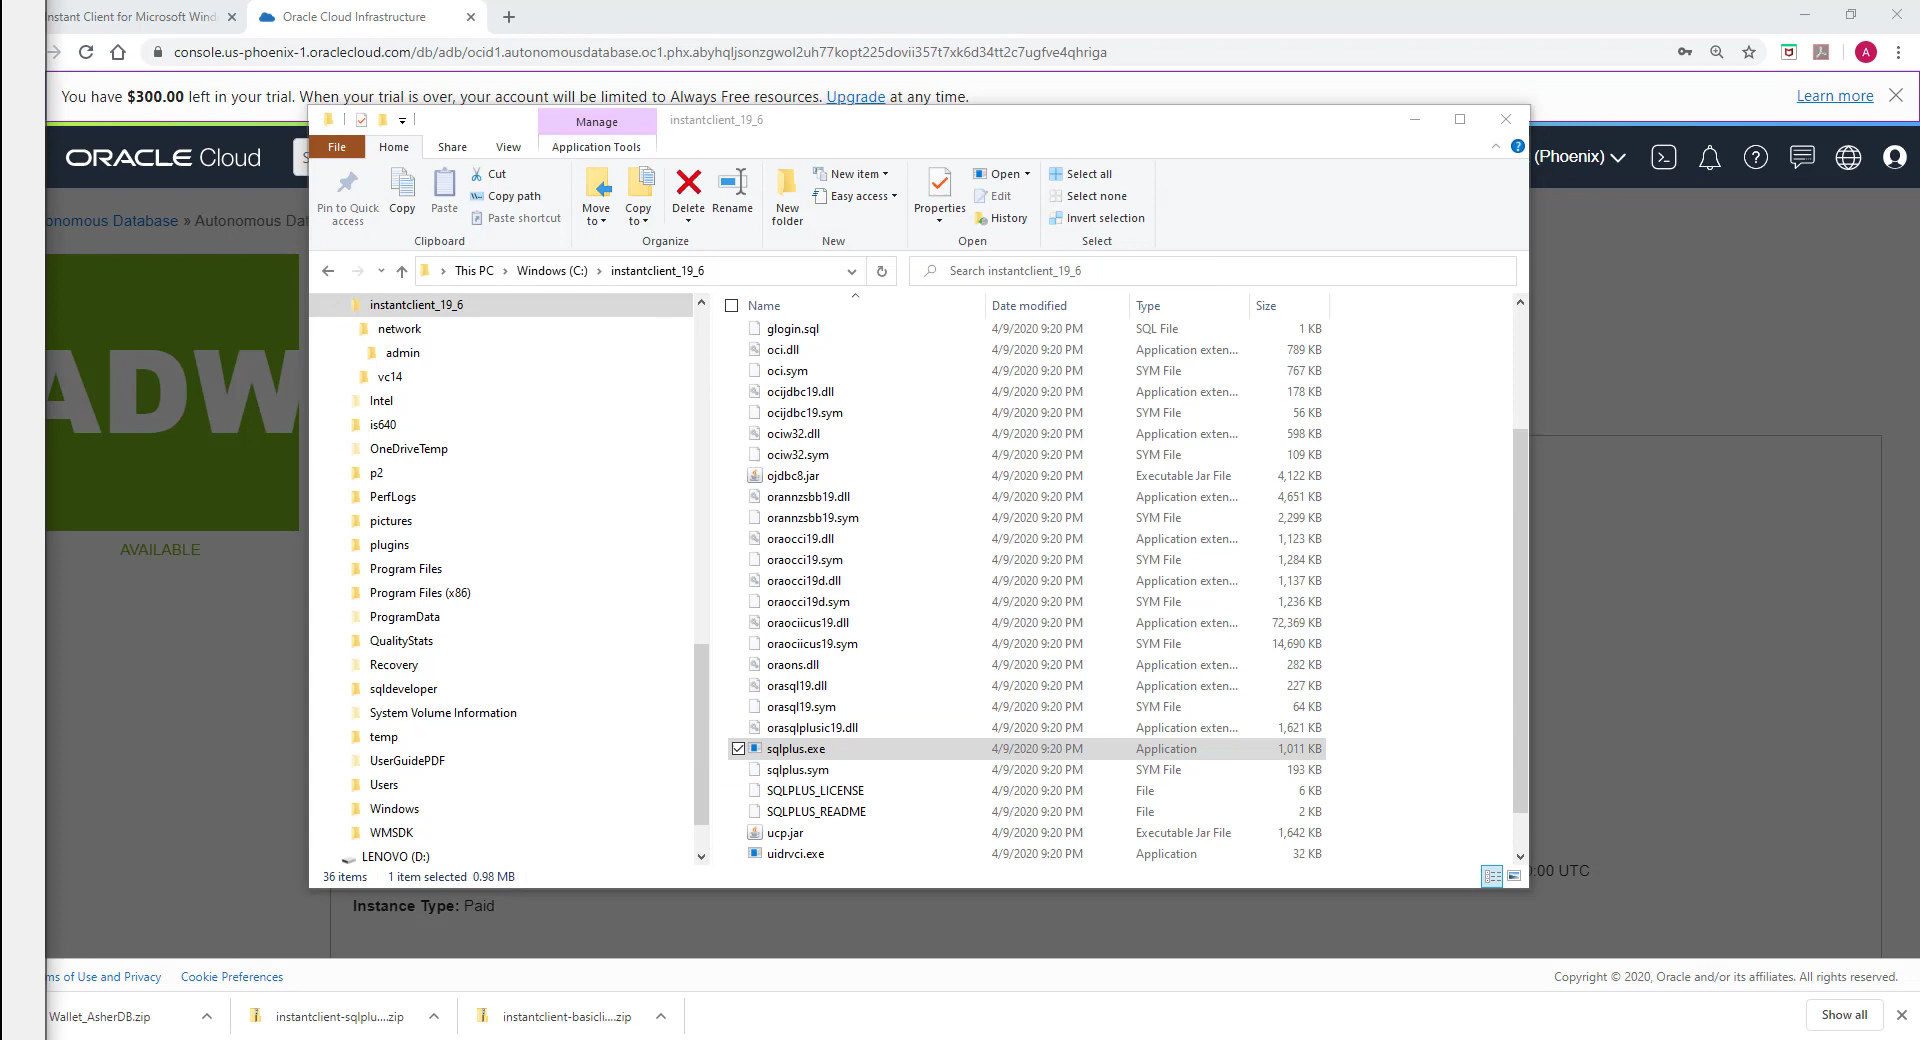 nstant Client for Microsoft Wind
Oracle Cloud Infrastructure
console.us-phoenix-1.oraclecloud.com/db/adb/ocid1.autonomousdatabase.oc1.phx.abyhqljsonzgwol2uh77kopt225dovii357t7xk6d34tt2c7ugfve4qhriga
A
You have $300.00 left in your trial. When your trial is over, your account will be limited to Always Free resources. Upgrade at any time.
Learn more
Manage
instantclient_19_6
ORACLE Cloud
S
File
Home
Share
View
Application Tools
(Phoenix)
Pin to Quick access
Copy
Paste
Cut
Copy path
Paste shortcut
Clipboard
Move to
Copy to
Delete
Rename
Organize
New folder
New item
Easy access
New
Properties
Open
Edit
History
Open
Select all
Select none
Invert selection
Select
onomous Database » Autonomous Dat
This PC > Windows (C:) > instantclient_19_6
Search instantclient_19_6
ADW
AVAILABLE
instantclient_19_6
network
admin
vc14
Intel
is640
OneDriveTemp
p2
PerfLogs
pictures
plugins
Program Files
Program Files (x86)
ProgramData
QualityStats
Recovery
sqldeveloper
System Volume Information
temp
UserGuidePDF
Users
Windows
WMSDK
LENOVO (D:)
Name Date modified Type Size
glogin.sql 4/9/2020 9:20 PM SQL File 1 KB
oci.dll 4/9/2020 9:20 PM Application exten... 789 KB
oci.sym 4/9/2020 9:20 PM SYM File 767 KB
ocijdbc19.dll 4/9/2020 9:20 PM Application exten... 178 KB
ocijdbc19.sym 4/9/2020 9:20 PM SYM File 56 KB
ociw32.dll 4/9/2020 9:20 PM Application exten... 598 KB
ociw32.sym 4/9/2020 9:20 PM SYM File 109 KB
ojdbc8.jar 4/9/2020 9:20 PM Executable Jar File 4,122 KB
orannzsbb19.dll 4/9/2020 9:20 PM Application exten... 4,651 KB
orannzsbb19.sym 4/9/2020 9:20 PM SYM File 2,299 KB
oraocci19.dll 4/9/2020 9:20 PM Application exten... 1,123 KB
oraocci19.sym 4/9/2020 9:20 PM SYM File 1,284 KB
oraocci19d.dll 4/9/2020 9:20 PM Application exten... 1,137 KB
oraocci19d.sym 4/9/2020 9:20 PM SYM File 1,236 KB
oraociicus19.dll 4/9/2020 9:20 PM Application exten... 72,369 KB
oraociicus19.sym 4/9/2020 9:20 PM SYM File 14,690 KB
oraons.dll 4/9/2020 9:20 PM Application exten... 282 KB
orasql19.dll 4/9/2020 9:20 PM Application exten... 227 KB
orasql19.sym 4/9/2020 9:20 PM SYM File 64 KB
orasqlplusic19.dll 4/9/2020 9:20 PM Application exten... 1,621 KB
sqlplus.exe 4/9/2020 9:20 PM Application 1,011 KB
sqlplus.sym 4/9/2020 9:20 PM SYM File 193 KB
SQLPLUS_LICENSE 4/9/2020 9:20 PM File 6 KB
SQLPLUS_README 4/9/2020 9:20 PM File 2 KB
ucp.jar 4/9/2020 9:20 PM Executable Jar File 1,642 KB
uidrvci.exe 4/9/2020 9:20 PM Application 32 KB
36 items 1 item selected 0.98 MB
0:00 UTC
Instance Type: Paid
ms of Use and Privacy
Cookie Preferences
Copyright © 2020, Oracle and/or its affiliates. All rights reserved.
Wallet_AsherDB.zip
instantclient-sqlplu....zip
instantclient-basicli....zip
Show all